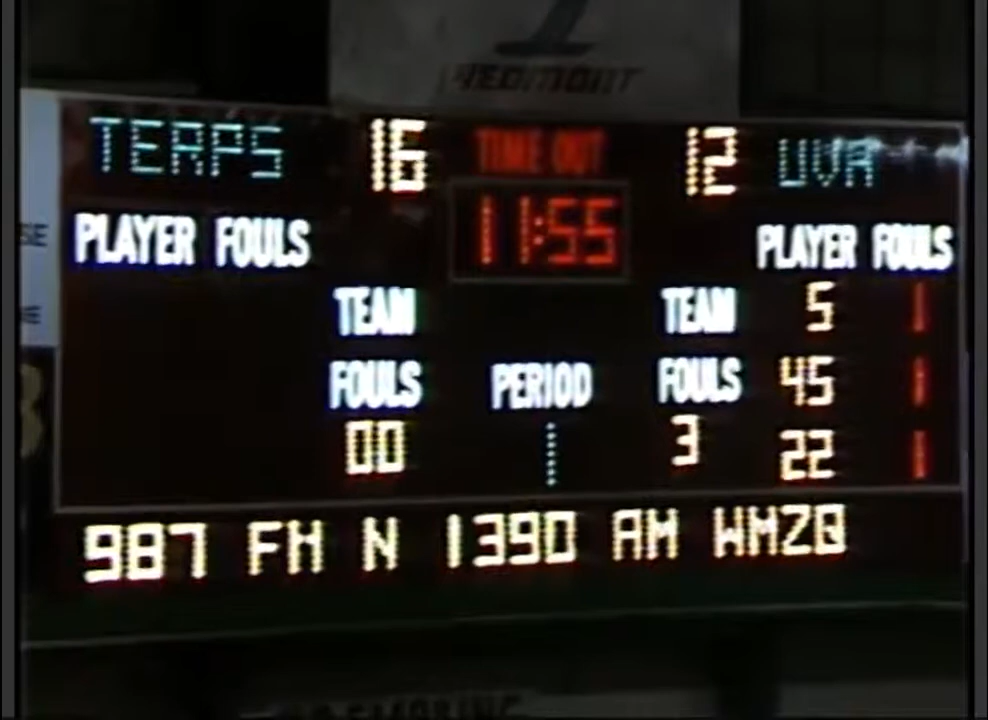 PIEDMONT
TERPS 16 TIME OUT 12 UVA
11:55
PLAYER FOULS PLAYER FOULS
TEAM TEAM 5 1
FOULS PERIOD FOULS 45 1
00 1 3 22 1
987 FM N 1390 AM WMZQ
SMOKING